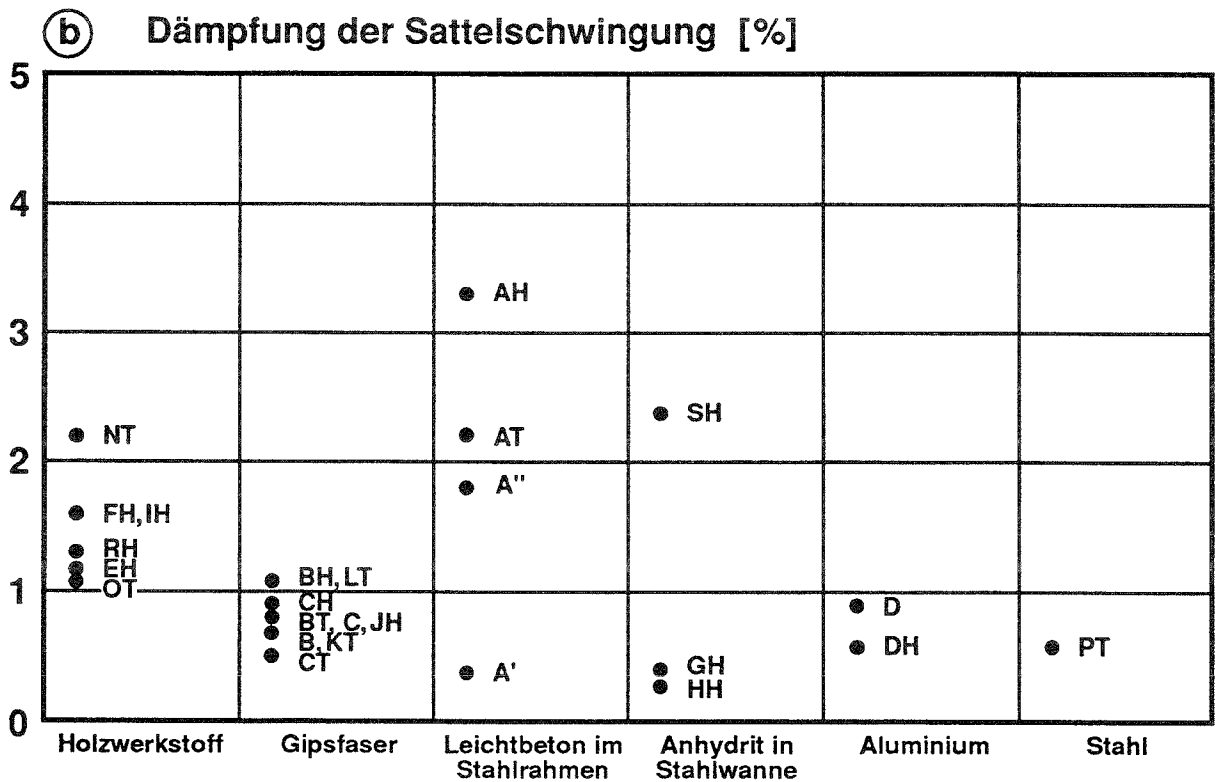 b Dämpfung der Sattelschwingung [%]
5
4
3
2
1
0
NT
FH, IH
RH
EH
OT
BH, LT
CH
BT, C, JH
B, KT
CT
AH
AT
A''
A'
SH
GH
HH
D
DH
PT
Holzwerkstoff
Gipsfaser
Leichtbeton im
Stahlrahmen
Anhydrit in
Stahlwanne
Aluminium
Stahl